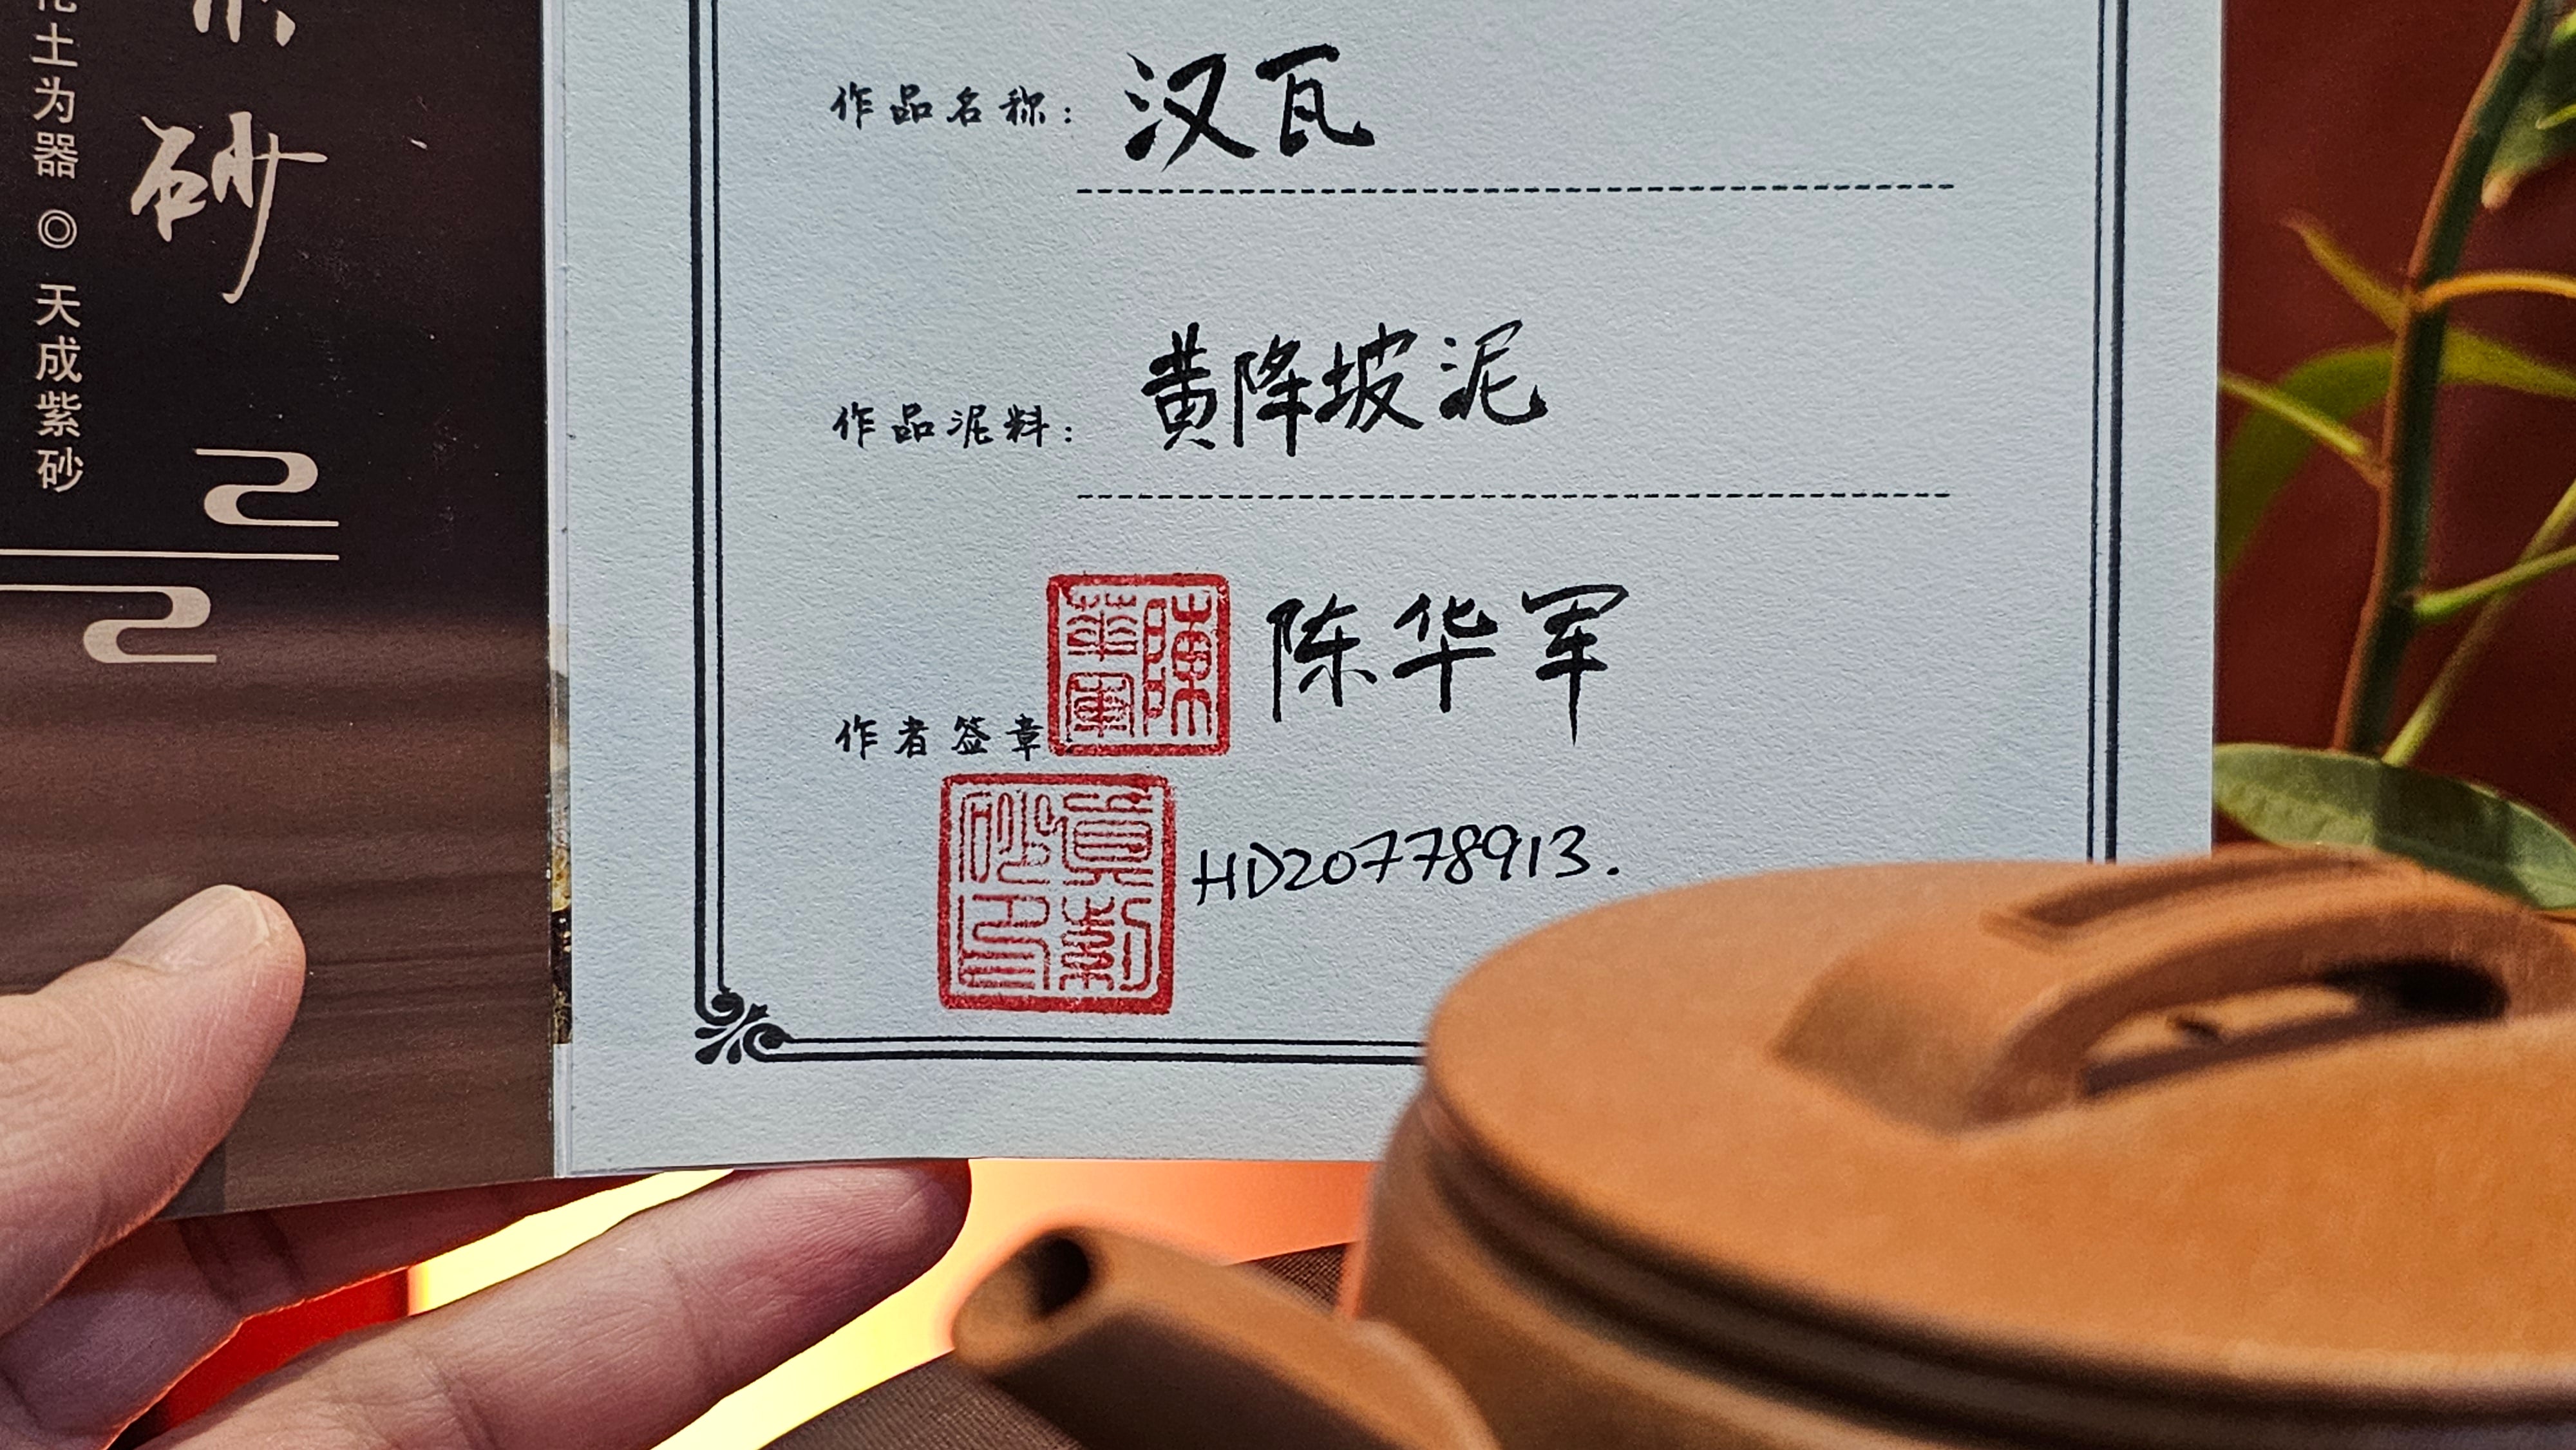 土为器 ◎ 天成紫砂
砂
作品名称： 汉瓦
作品泥料： 黄降坡泥
陈华军
作者签章
陳華軍
HD20778913.